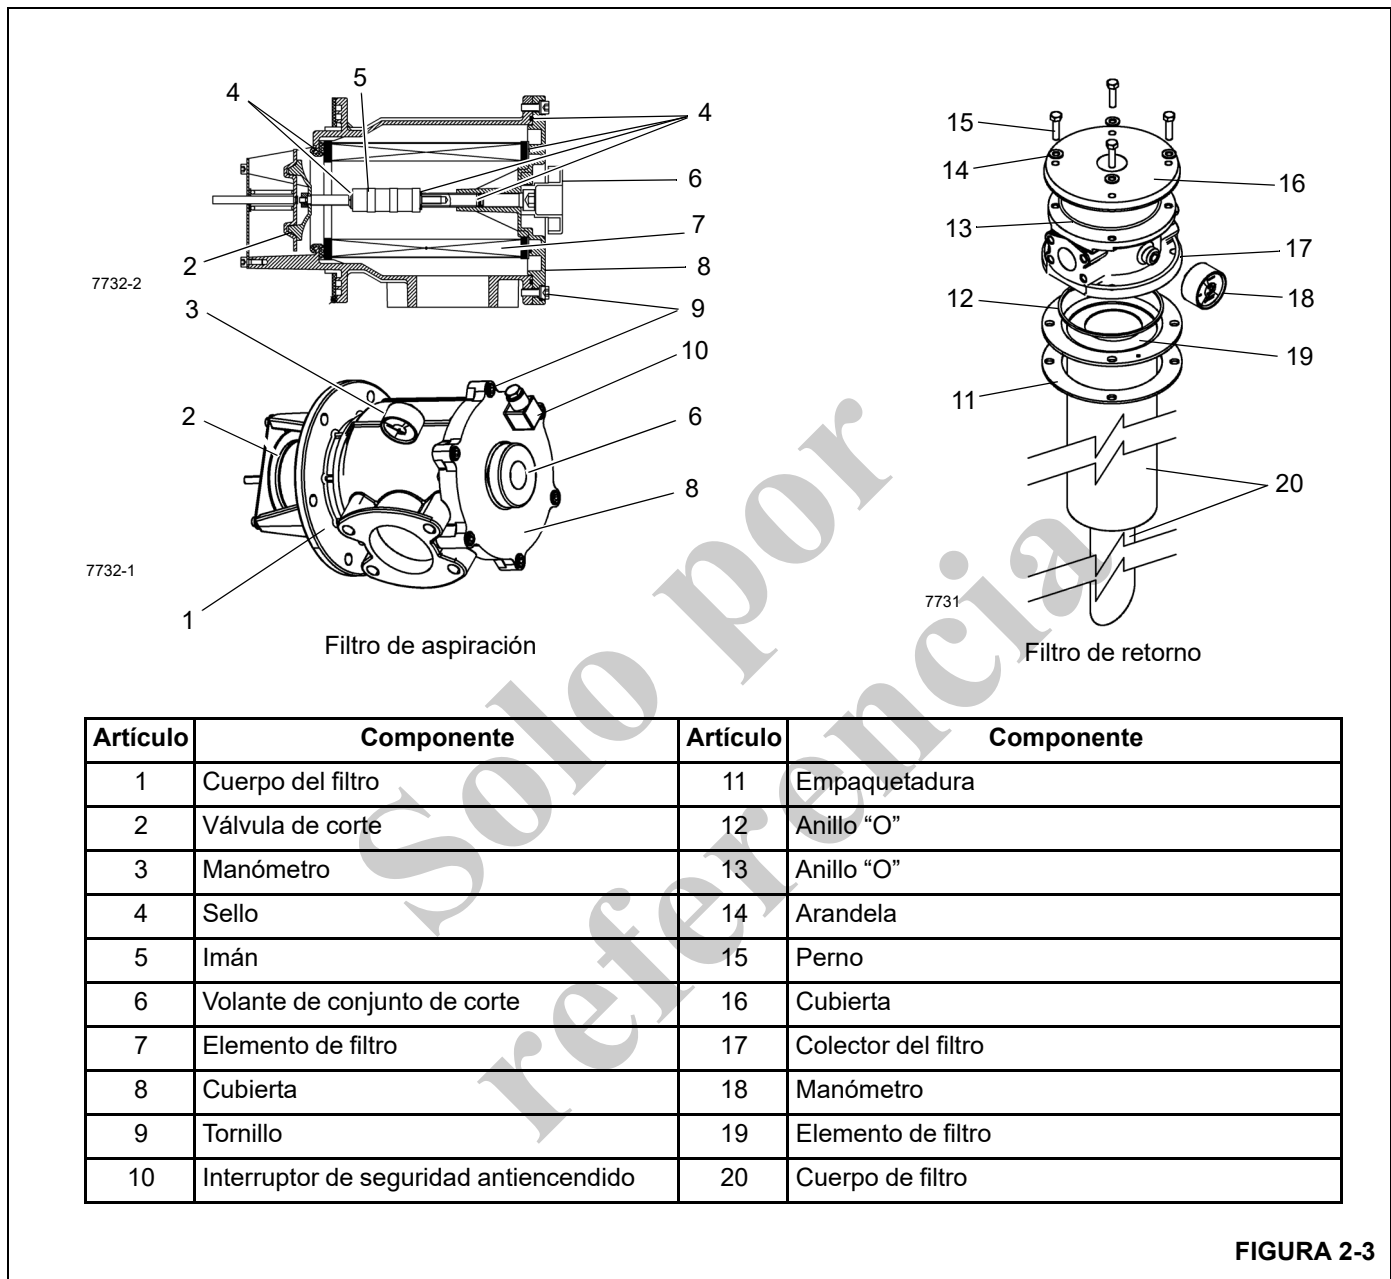 5
4
4
6
7
2
8
7732-2
3
9
10
2
6
8
7732-1
1
Filtro de aspiración
15
14
16
13
17
12
18
19
11
20
7731
Filtro de retorno
Solo por
referencia
Artículo Componente Artículo Componente
1 Cuerpo del filtro 11 Empaquetadura
2 Válvula de corte 12 Anillo “O”
3 Manómetro 13 Anillo “O”
4 Sello 14 Arandela
5 Imán 15 Perno
6 Volante de conjunto de corte 16 Cubierta
7 Elemento de filtro 17 Colector del filtro
8 Cubierta 18 Manómetro
9 Tornillo 19 Elemento de filtro
10 Interruptor de seguridad antiencendido 20 Cuerpo de filtro
FIGURA 2-3